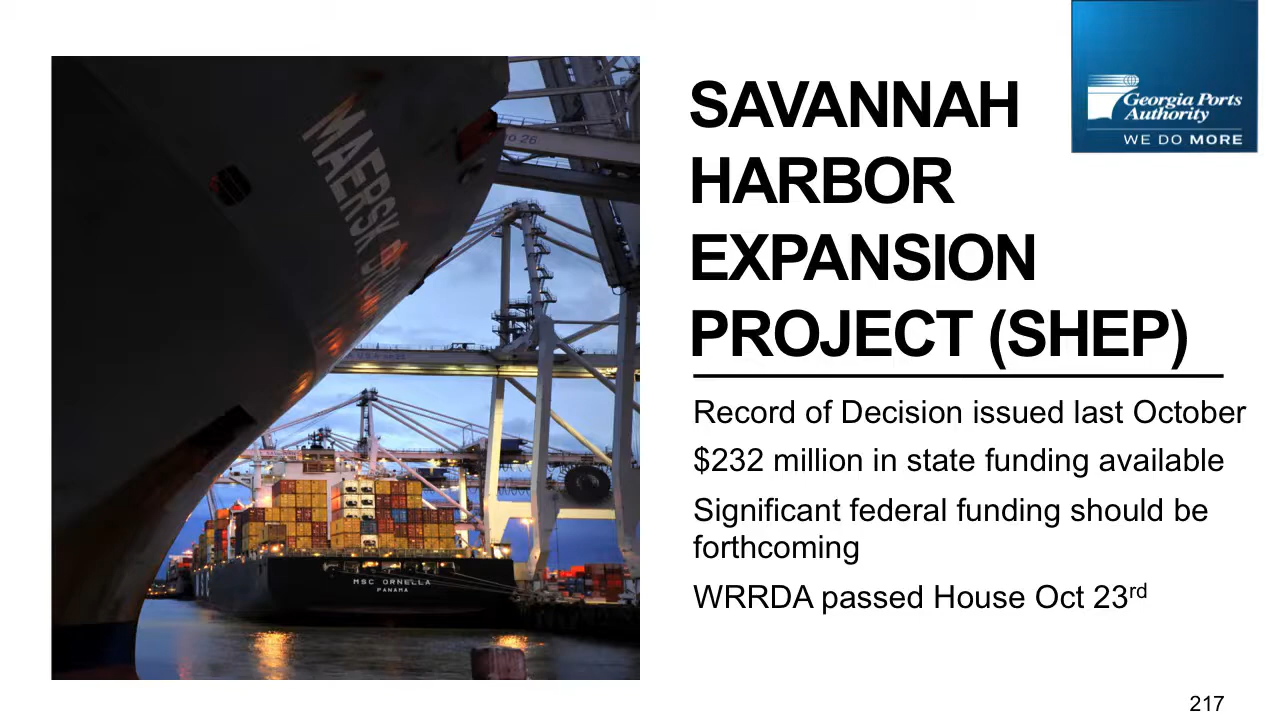 Georgia Ports
Authority
WE DO MORE
SAVANNAH
HARBOR
EXPANSION
PROJECT (SHEP)
Record of Decision issued last October
$232 million in state funding available
Significant federal funding should be
forthcoming
WRRDA passed House Oct 23rd
MAERSK
MSC ORNELLA
PANAMA
217